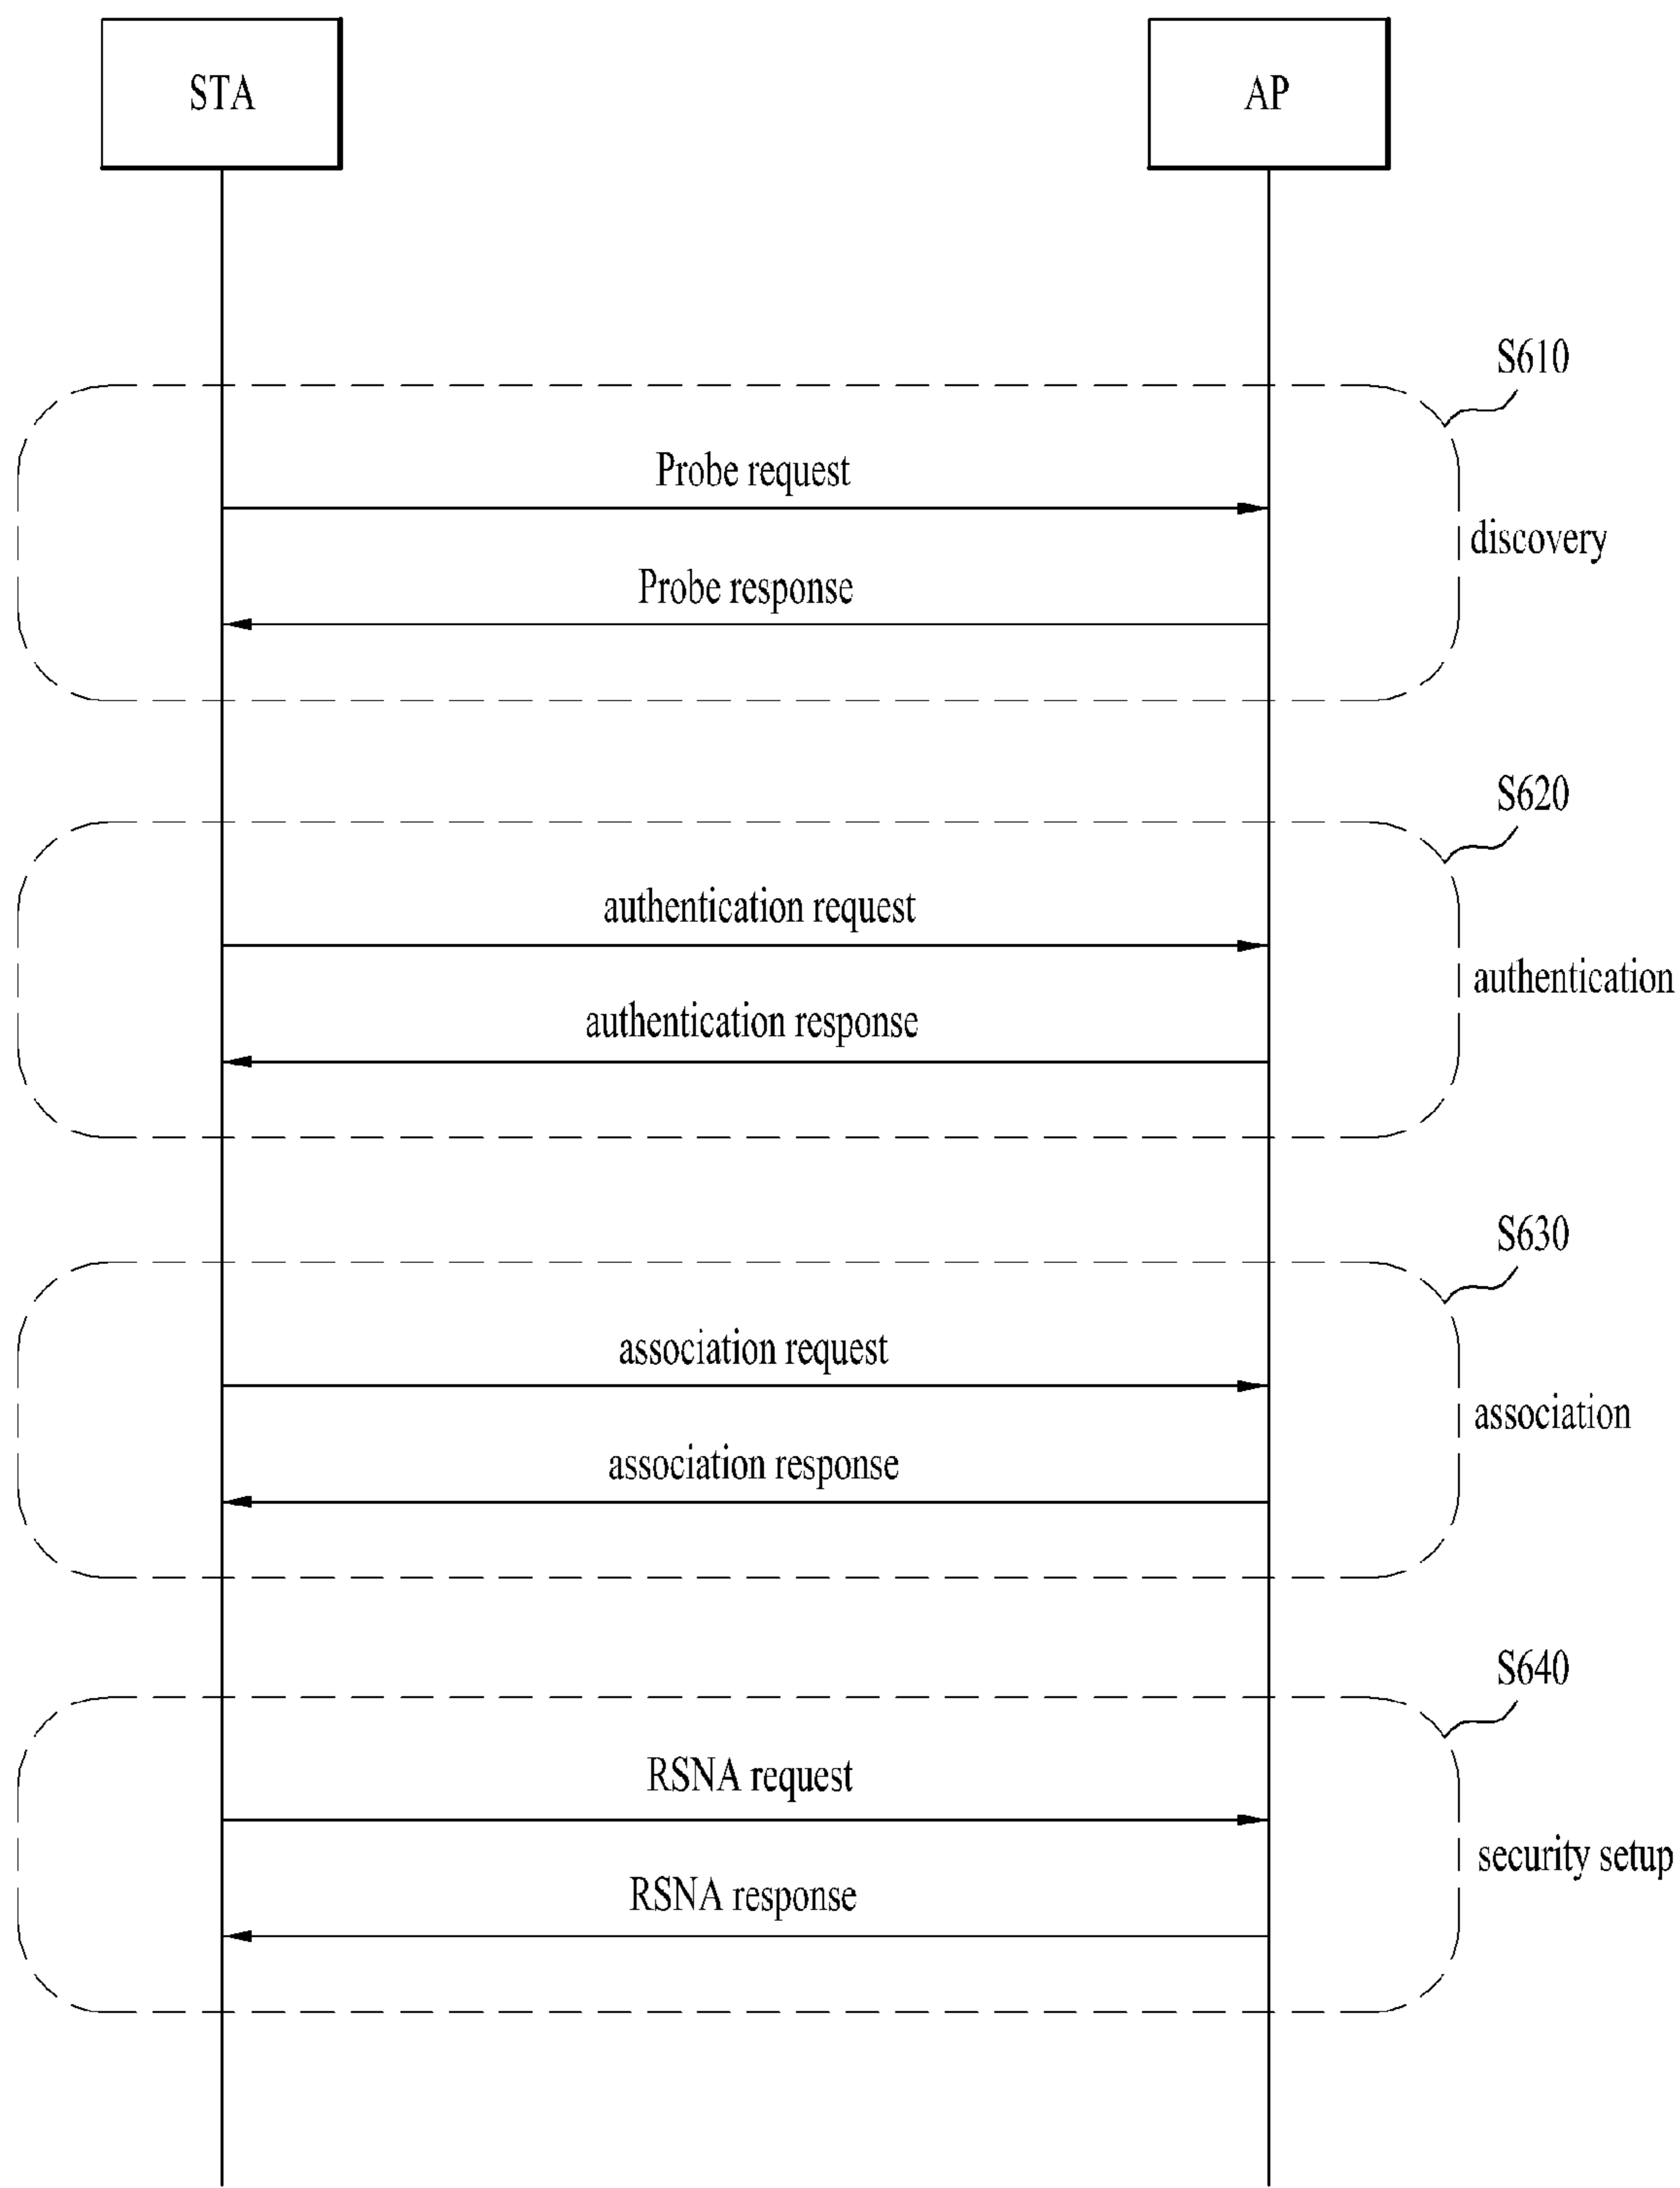 STA
AP
S610
Probe request
discovery
Probe response
S620
authentication request
authentication
authentication response
S630
association request
association
association response
S640
RSNA request
security setup
RSNA response